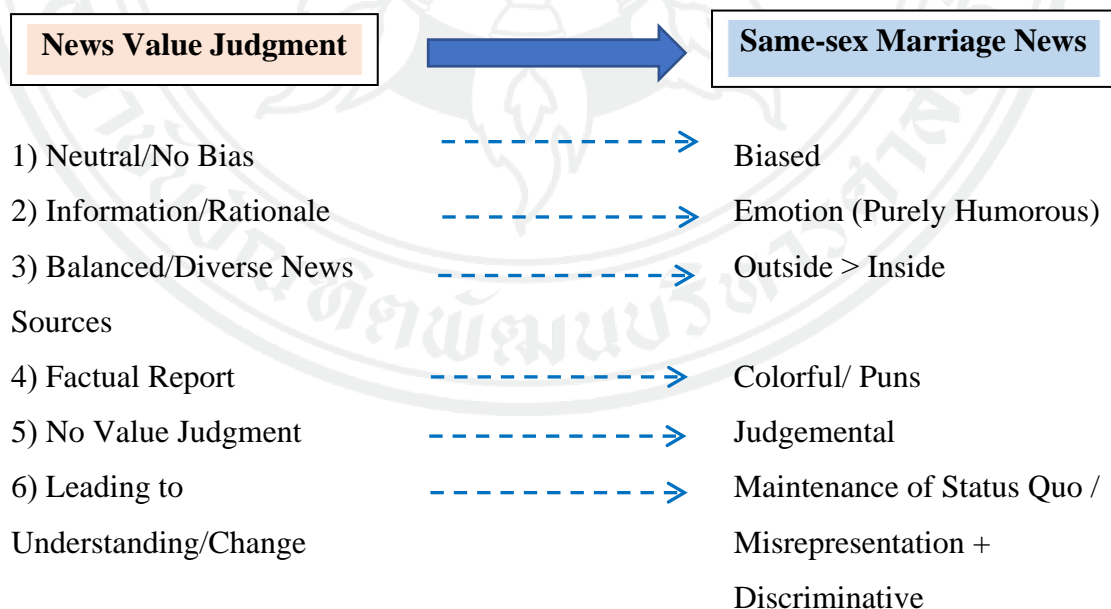 News Value Judgment
Same-sex Marriage News
1) Neutral/No Bias
Biased
2) Information/Rationale
Emotion (Purely Humorous)
3) Balanced/Diverse News
Outside > Inside
Sources
4) Factual Report
Colorful/ Puns
5) No Value Judgment
Judgemental
6) Leading to
Maintenance of Status Quo /
Understanding/Change
Misrepresentation +
Discriminative